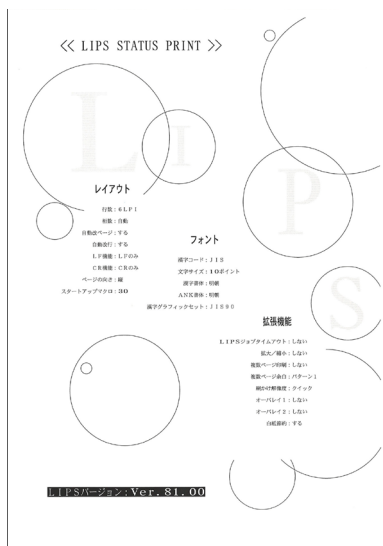 << LIPS STATUS PRINT >>
L I P S
レイアウト
行数：6LPI
桁数：自動
自動改ページ：する
自動改行：する
LF機能：LFのみ
CR機能：CRのみ
ページの向き：縦
スタートアップマクロ：30
フォント
漢字コード：JIS
文字サイズ：10ポイント
漢字書体：明朝
ANK書体：明朝
漢字グラフィックセット：JIS90
拡張機能
LIPSジョブタイムアウト：しない
拡大／縮小：しない
複数ページ印刷：しない
複数ページ余白：パターン1
網かけ解像度：クイック
オーバレイ1：しない
オーバレイ2：しない
白紙節約：する
LIPSバージョン：Ver.81.00